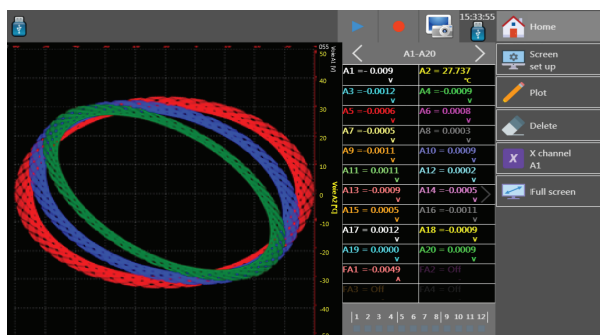 15:33:55
Home
A1-A20
Screen
set up
A1 =- 0.009
V
A2 = 27.737
°C
A3 =-0.0012
V
A4 =-0.0009
V
Plot
A5 =-0.0006
V
A6 = 0.0008
V
A7 =-0.0005
V
A8 = 0.0003
V
Delete
A9 =-0.0011
V
A10 = 0.0009
V
A11 = 0.0011
V
A12 = 0.0002
V
X
X channel
A1
A13 =-0.0009
V
A14 =-0.0005
V
Full screen
A15 = 0.0005
V
A16 =-0.0011
V
A17 = 0.0012
V
A18 =-0.0009
V
A19 = 0.0000
V
A20 = 0.0009
V
FA1 =-0.0049
A
FA2 = Off
FA3 = Off
FA4 = Off
1 2 3 4 5 6 7 8 9 10 11 12
50
40
30
20
10
0
-10
-20
-30
-40
-50